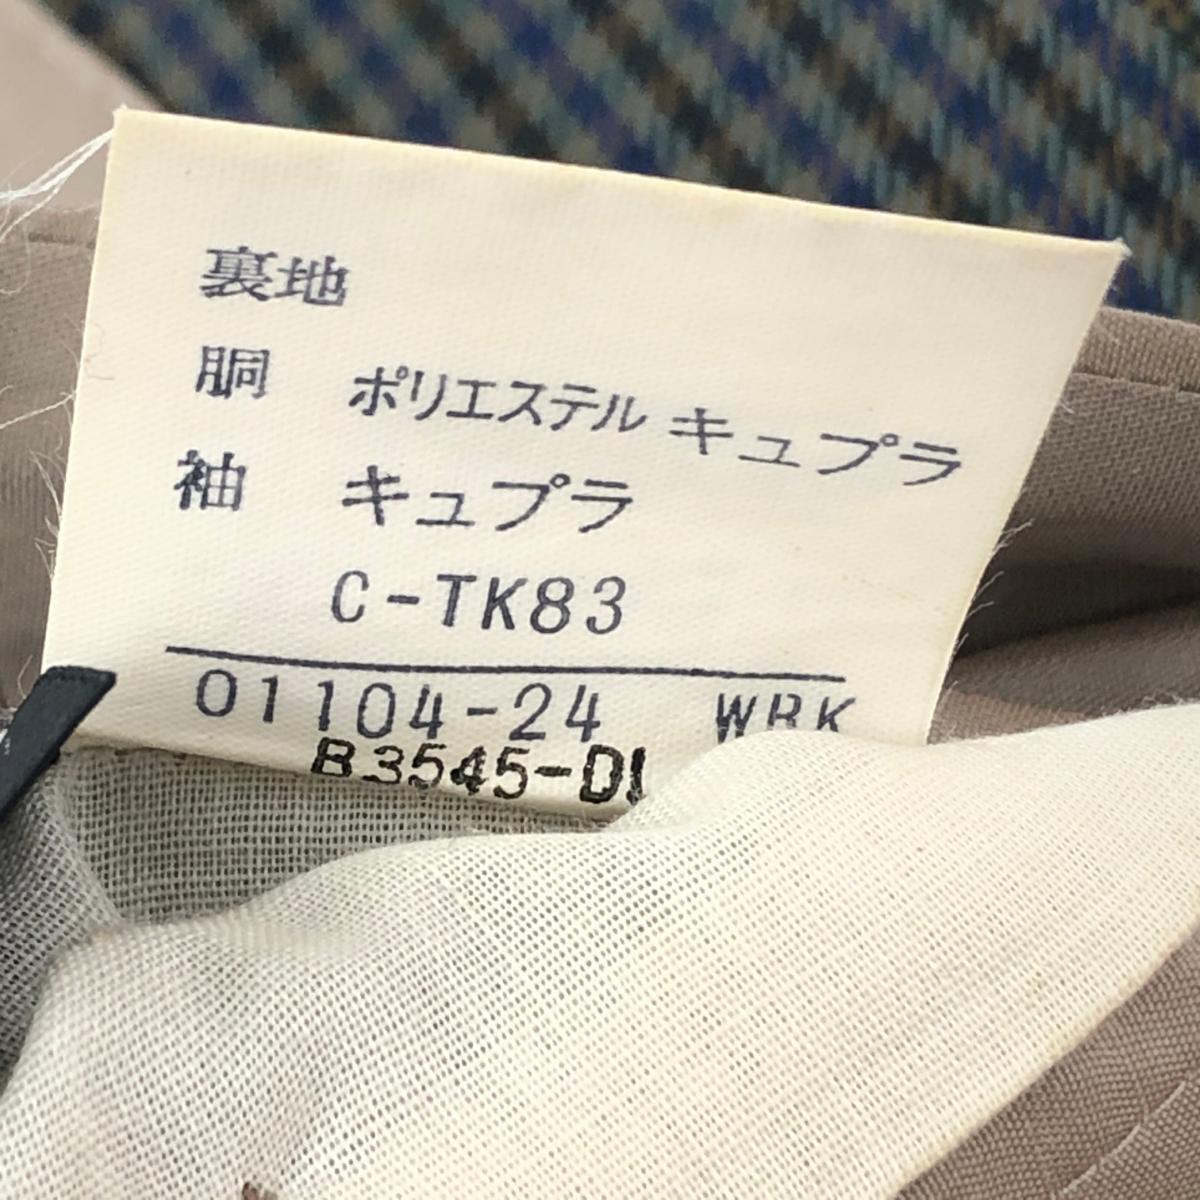 裏地
胴 ポリエステル キュプラ
袖 キュプラ
C-TK83
01104-24 WRK
B3545-D